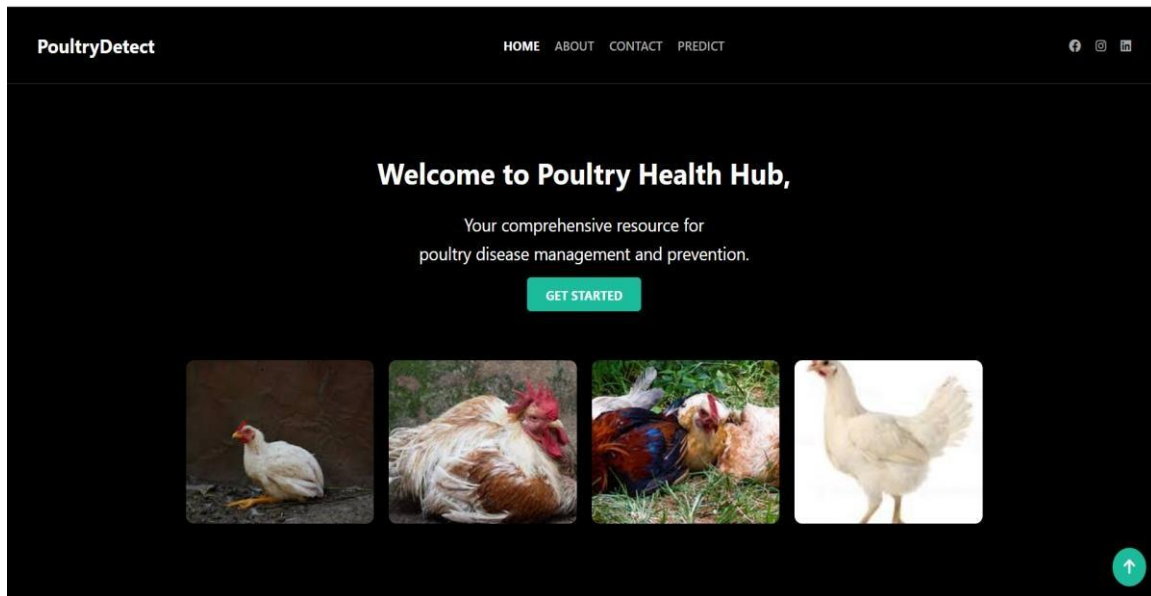 PoultryDetect
HOME ABOUT CONTACT PREDICT
Welcome to Poultry Health Hub,
Your comprehensive resource for
poultry disease management and prevention.
GET STARTED